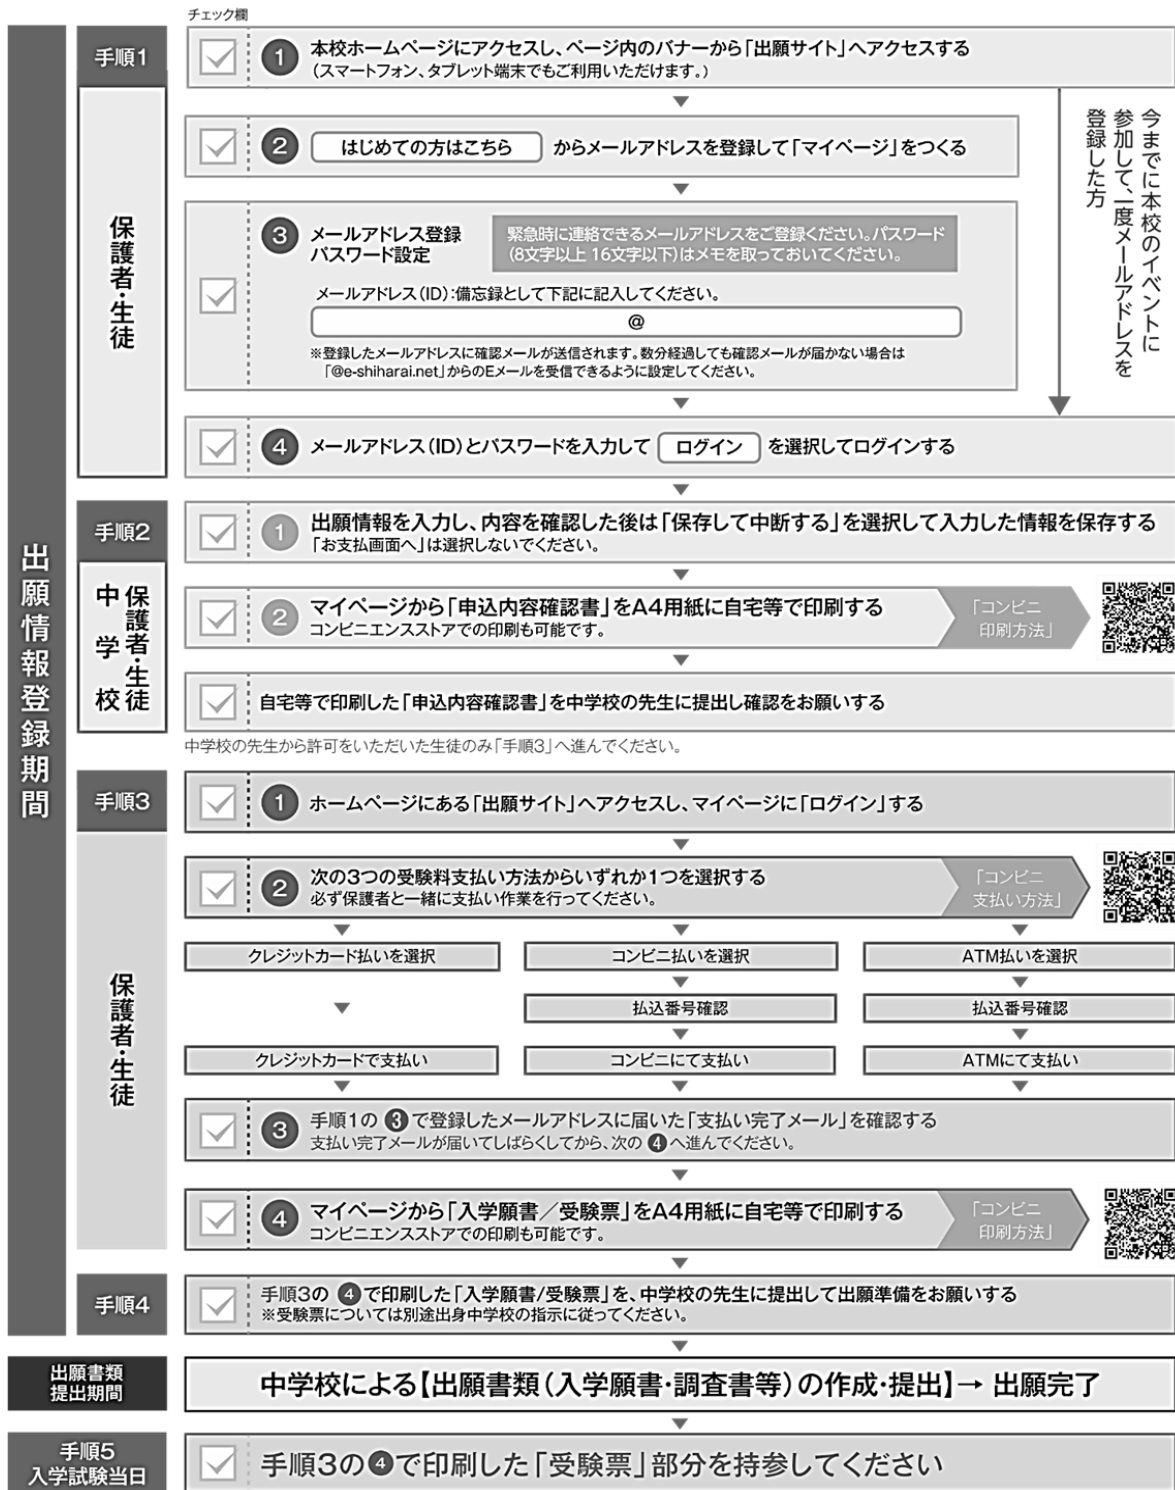 チェック欄
手順1
1 本校ホームページにアクセスし、ページ内のバナーから「出願サイト」へアクセスする
(スマートフォン、タブレット端末でもご利用いただけます。)
今までに本校のイベントに
参加して、一度メールアドレスを
登録した方
保護者・生徒
2 はじめての方はこちら からメールアドレスを登録して「マイページ」をつくる
3 メールアドレス登録
パスワード設定
緊急時に連絡できるメールアドレスをご登録ください。パスワード
(8文字以上 16文字以下)はメモを取っておいてください。
メールアドレス(ID):備忘録として下記に記入してください。
@
※登録したメールアドレスに確認メールが送信されます。数分経過しても確認メールが届かない場合は
「@e-shiharai.net」からのEメールを受信できるように設定してください。
4 メールアドレス(ID)とパスワードを入力して ログイン を選択してログインする
出願情報登録期間
手順2
保護者・生徒
中学校
1 出願情報を入力し、内容を確認した後は「保存して中断する」を選択して入力した情報を保存する
「お支払画面へ」は選択しないでください。
2 マイページから「申込内容確認書」をA4用紙に自宅等で印刷する
コンビニエンスストアでの印刷も可能です。
「コンビニ
印刷方法」
自宅等で印刷した「申込内容確認書」を中学校の先生に提出し確認をお願いする
中学校の先生から許可をいただいた生徒のみ「手順3」へ進んでください。
手順3
保護者・生徒
1 ホームページにある「出願サイト」へアクセスし、マイページに「ログイン」する
2 次の3つの受験料支払い方法からいずれか1つを選択する
必ず保護者と一緒に支払い作業を行ってください。
「コンビニ
支払い方法」
クレジットカード払いを選択
コンビニ払いを選択
ATM払いを選択
払込番号確認
払込番号確認
クレジットカードで支払い
コンビニにて支払い
ATMにて支払い
3 手順1の3で登録したメールアドレスに届いた「支払い完了メール」を確認する
支払い完了メールが届いてしばらくしてから、次の4へ進んでください。
4 マイページから「入学願書/受験票」をA4用紙に自宅等で印刷する
コンビニエンスストアでの印刷も可能です。
「コンビニ
印刷方法」
手順4
手順3の4で印刷した「入学願書/受験票」を、中学校の先生に提出して出願準備をお願いする
※受験票については別途出身中学校の指示に従ってください。
出願書類
提出期間
中学校による【出願書類(入学願書・調査書等)の作成・提出】→ 出願完了
手順5
入学試験当日
手順3の4で印刷した「受験票」部分を持参してください